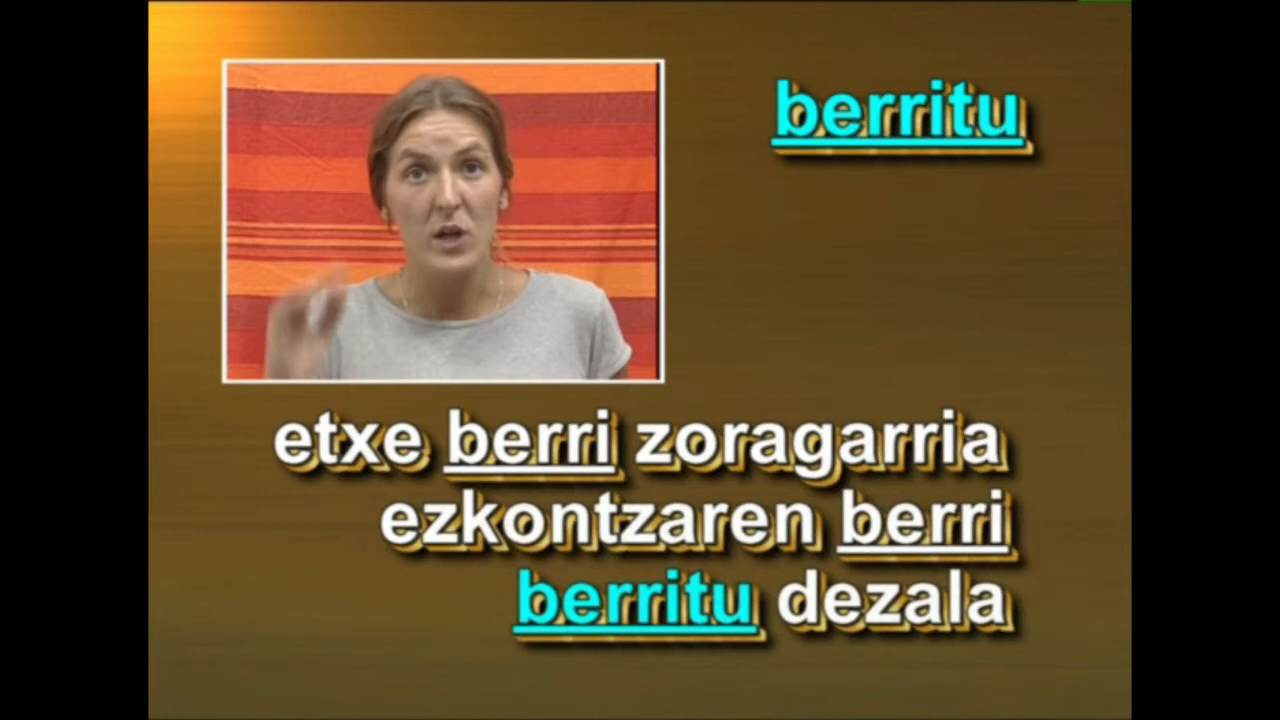 berritu
etxe berri zoragarria
ezkontzaren berri
berritu dezala